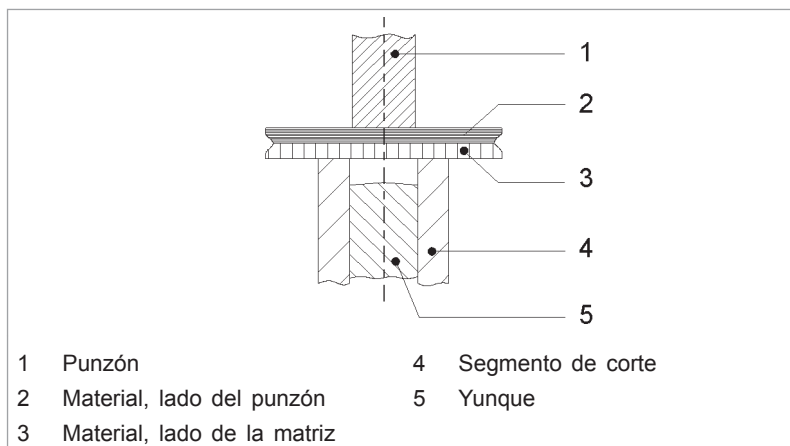 1
2
3
4
5
1 Punzón
2 Material, lado del punzón
3 Material, lado de la matriz
4 Segmento de corte
5 Yunque